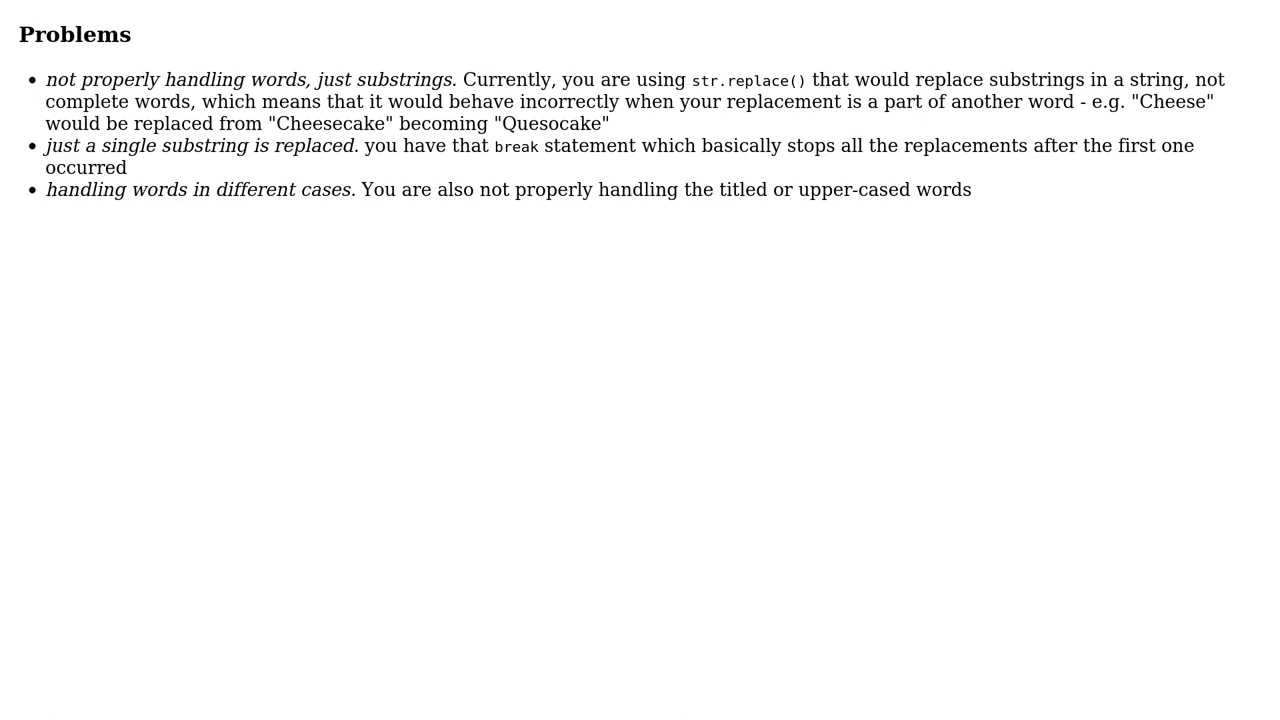 Problems
• not properly handling words, just substrings. Currently, you are using str.replace() that would replace substrings in a string, not
complete words, which means that it would behave incorrectly when your replacement is a part of another word - e.g. "Cheese"
would be replaced from "Cheesecake" becoming "Quesocake"
• just a single substring is replaced. you have that break statement which basically stops all the replacements after the first one
occurred
• handling words in different cases. You are also not properly handling the titled or upper-cased words